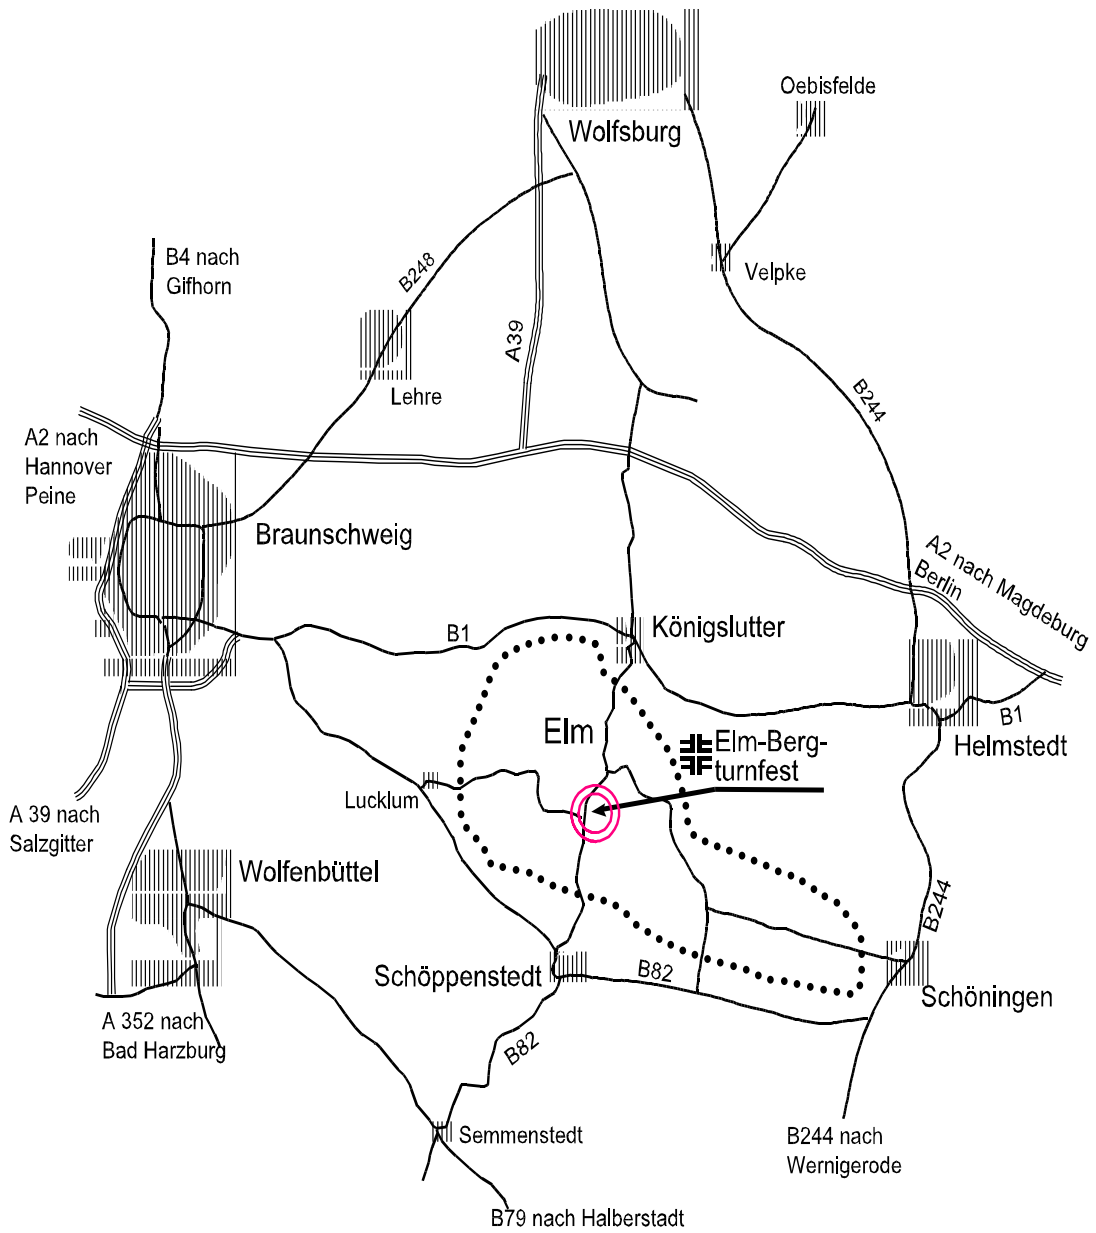 Oebisfelde
Wolfsburg
B4 nach
Gifhorn
B248
Velpke
A39
Lehre
B244
A2 nach
Hannover
Peine
Braunschweig
A2 nach Magdeburg
Berlin
B1
Königslutter
B1
Helmstedt
Elm
Elm-Berg-
turnfest
Lucklum
A 39 nach
Salzgitter
Wolfenbüttel
B244
Schöppenstedt
B82
Schöningen
A 352 nach
Bad Harzburg
B82
Semmenstedt
B244 nach
Wernigerode
B79 nach Halberstadt